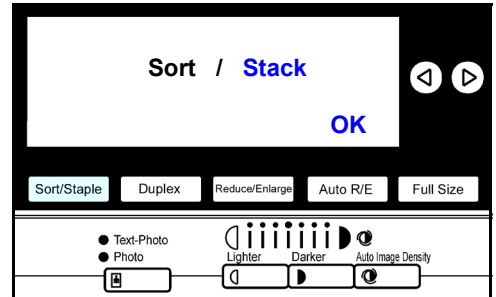 Sort / Stack
OK
Sort/Staple Duplex Reduce/Enlarge Auto R/E Full Size
Text-Photo
Photo
Lighter Darker Auto Image Density